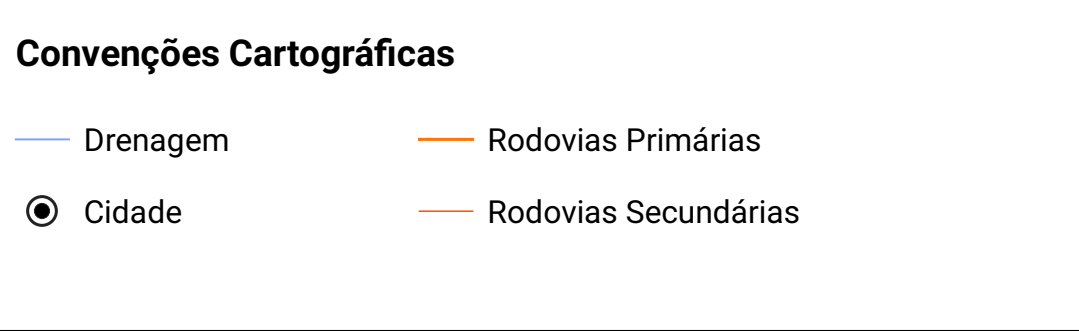 Convenções Cartográficas
Drenagem
Rodovias Primárias
Cidade
Rodovias Secundárias